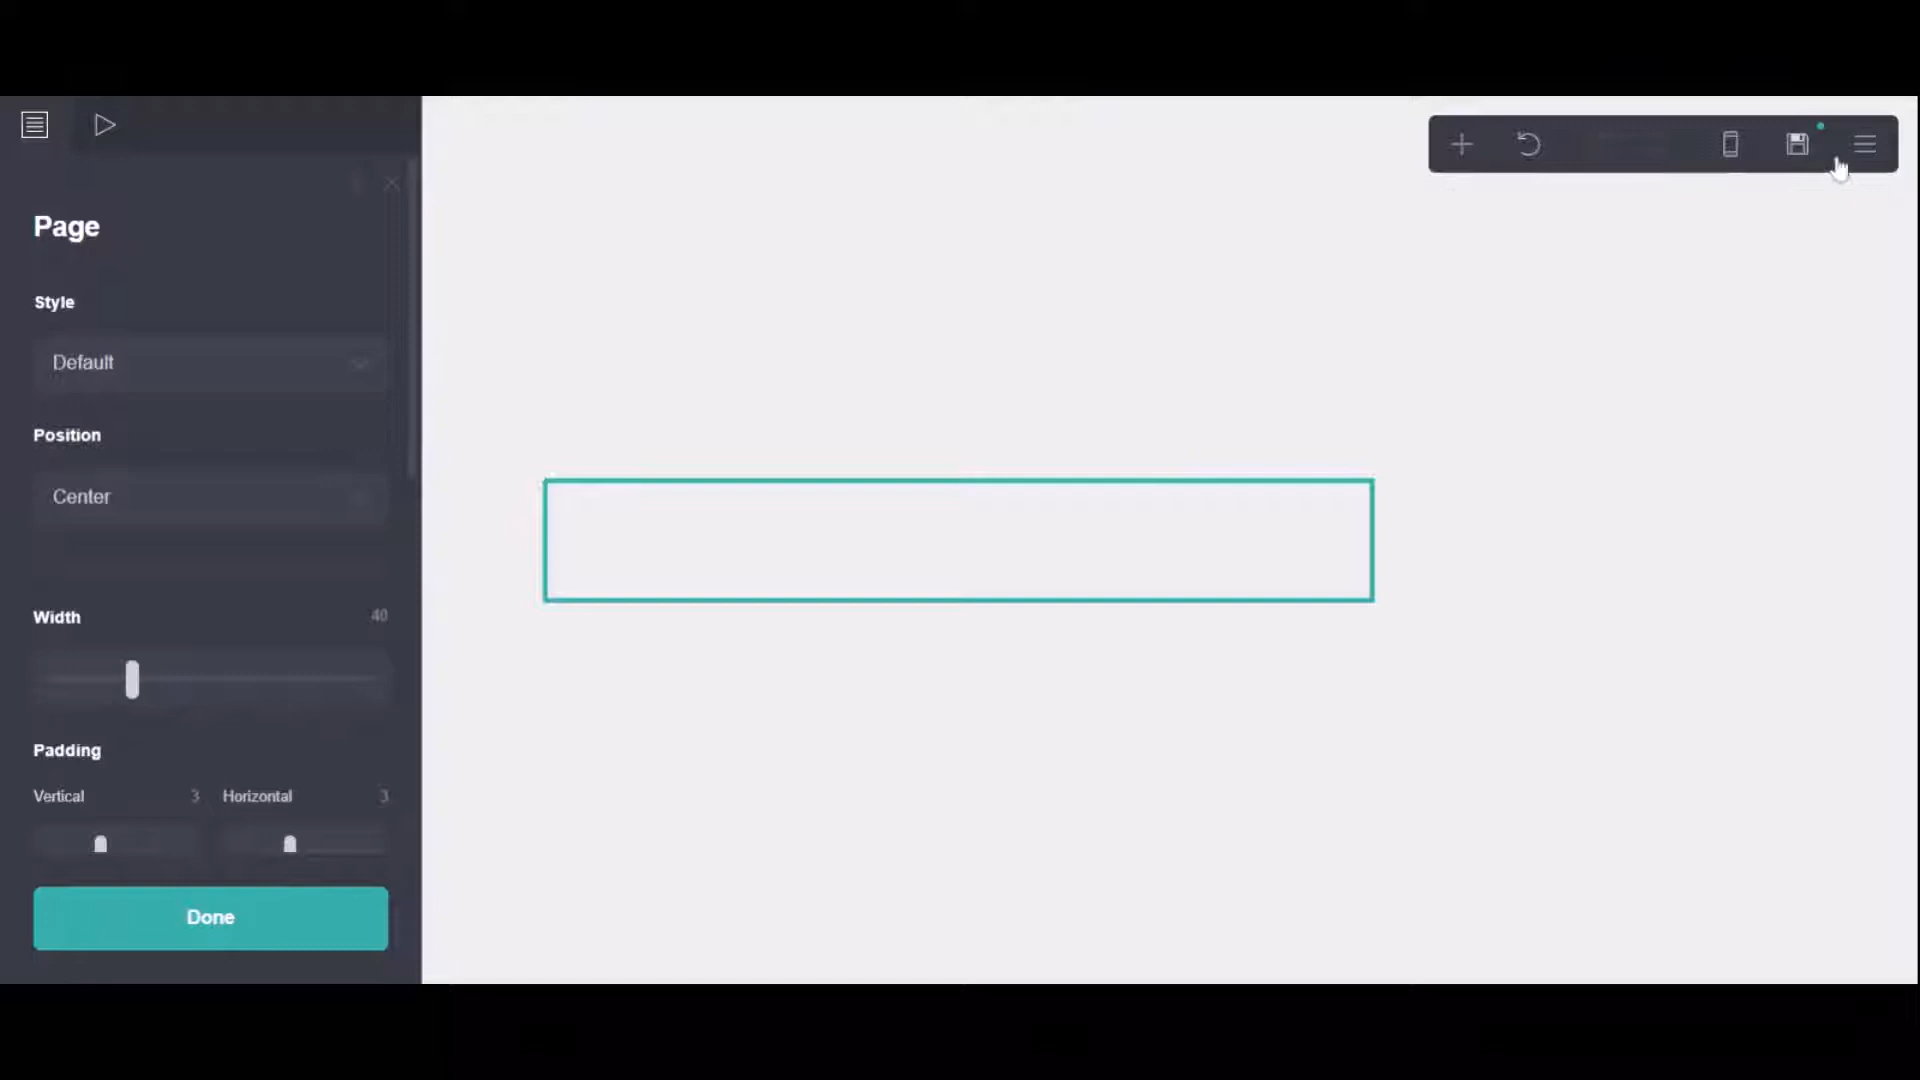 Page
Style
Default
Position
Center
Width 40
Padding
Vertical 3 Horizontal 3
Done